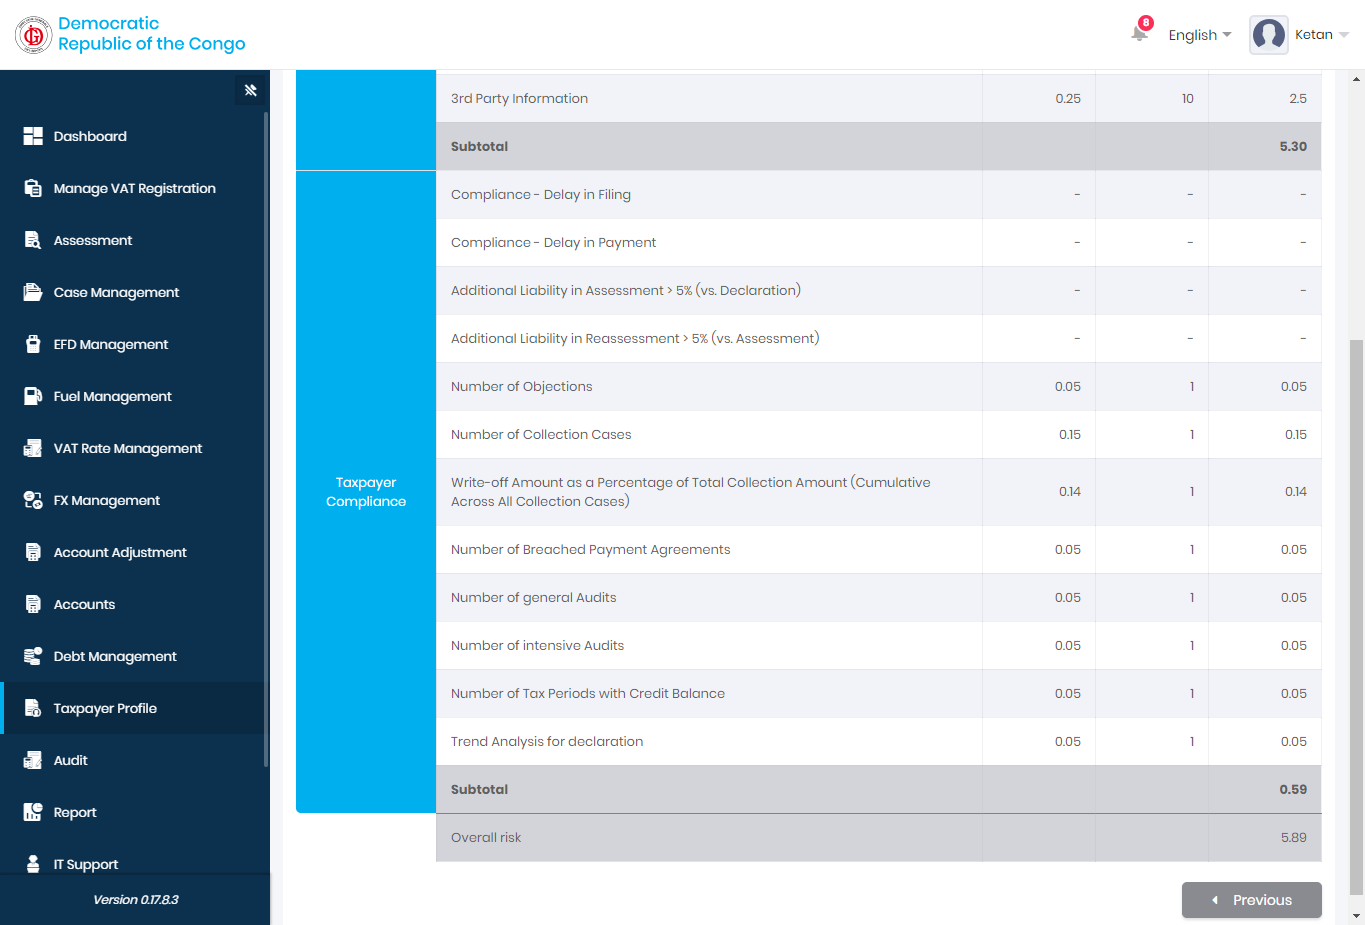 Democratic
Republic of the Congo
8
English
Ketan
Dashboard
Manage VAT Registration
Assessment
Case Management
EFD Management
Fuel Management
VAT Rate Management
FX Management
Account Adjustment
Accounts
Debt Management
Taxpayer Profile
Audit
Report
IT Support
Version 0.17.8.3
3rd Party Information 0.25 10 2.5
Subtotal 5.30
Taxpayer
Compliance
Compliance - Delay in Filing - - -
Compliance - Delay in Payment - - -
Additional Liability in Assessment > 5% (vs. Declaration) - - -
Additional Liability in Reassessment > 5% (vs. Assessment) - - -
Number of Objections 0.05 1 0.05
Number of Collection Cases 0.15 1 0.15
Write-off Amount as a Percentage of Total Collection Amount (Cumulative
Across All Collection Cases) 0.14 1 0.14
Number of Breached Payment Agreements 0.05 1 0.05
Number of general Audits 0.05 1 0.05
Number of intensive Audits 0.05 1 0.05
Number of Tax Periods with Credit Balance 0.05 1 0.05
Trend Analysis for declaration 0.05 1 0.05
Subtotal 0.59
Overall risk 5.89
Previous